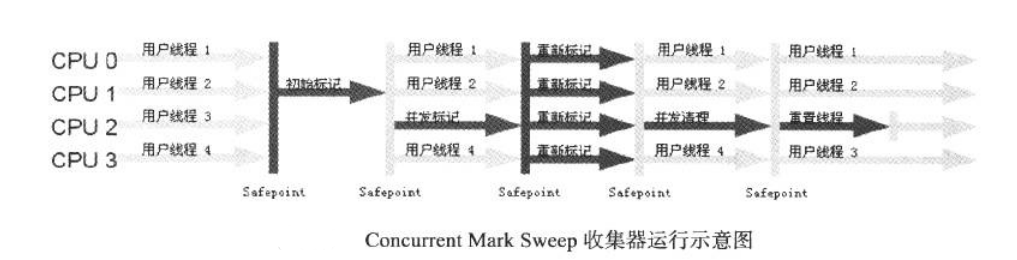 CPU 0 用户线程 1 初始标记 用户线程 1 重新标记 用户线程 1 用户线程 1
CPU 1 用户线程 2 用户线程 2 重新标记 用户线程 2 用户线程 2
CPU 2 用户线程 3 并发标记 重新标记 并发清理 重置线程
CPU 3 用户线程 4 用户线程 4 重新标记 用户线程 4 用户线程 3
Safepoint Safepoint Safepoint Safepoint Safepoint
Concurrent Mark Sweep 收集器运行示意图